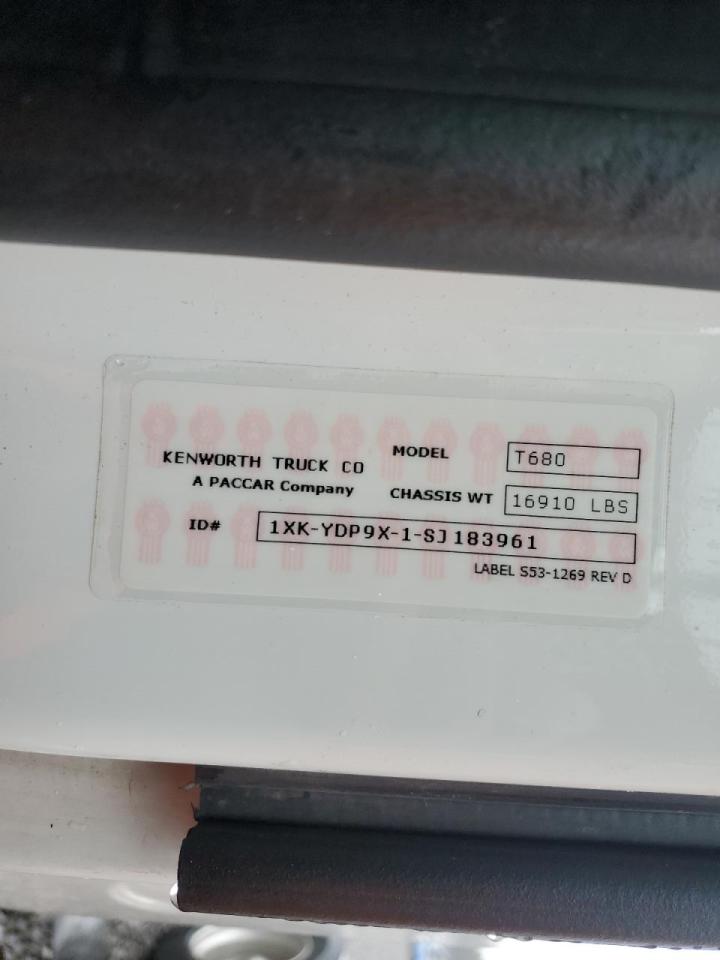 KENWORTH TRUCK CO
A PACCAR Company
MODEL T680
CHASSIS WT 16910 LBS
ID# 1XK-YDP9X-1-SJ183961
LABEL S53-1269 REV D